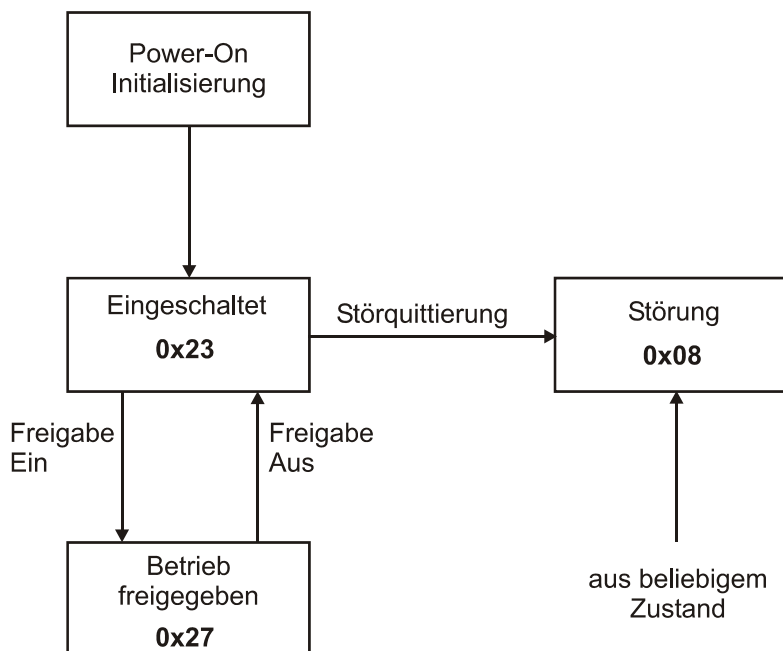 Power-On
Initialisierung
Eingeschaltet
0x23
Störquittierung
Störung
0x08
Freigabe
Ein
Freigabe
Aus
Betrieb
freigegeben
0x27
aus beliebigem
Zustand